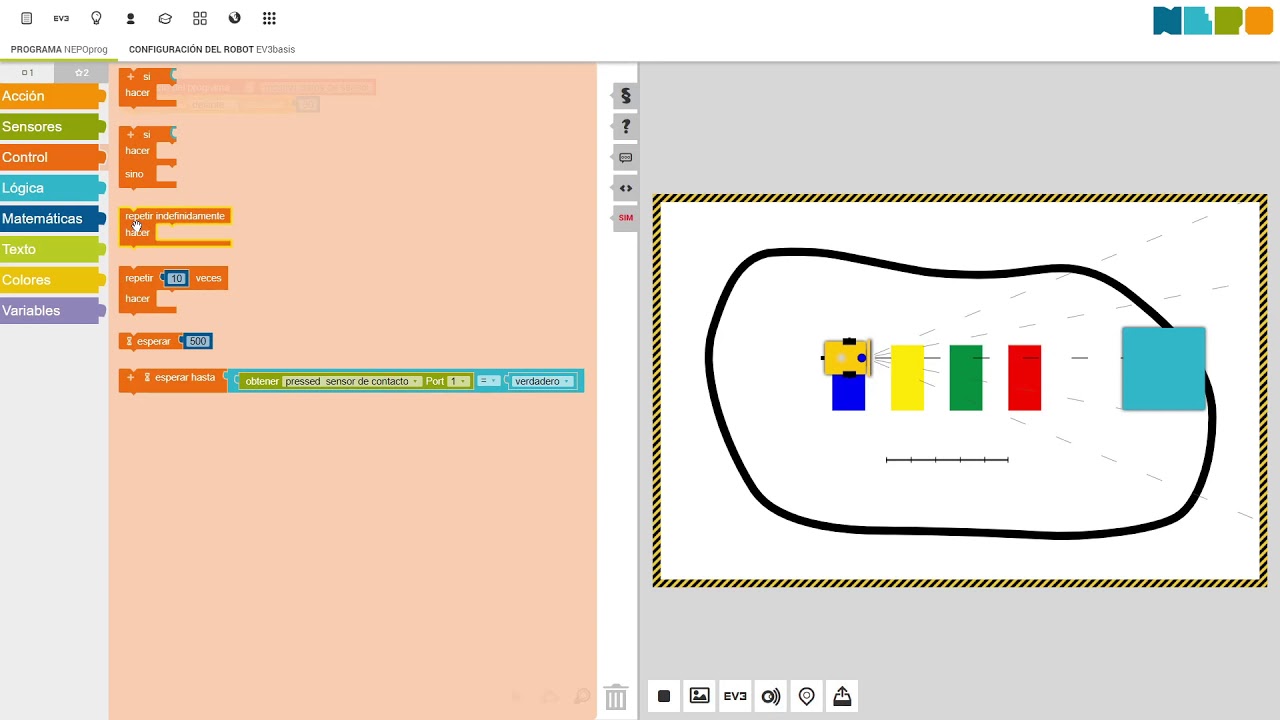 EV3
PROGRAMA NEPOprog
CONFIGURACIÓN DEL ROBOT EV3basis
1
2
Acción
Sensores
Control
Lógica
Matemáticas
Texto
Colores
Variables
+ si
hacer
+ si
hacer
sino
repetir indefinidamente
hacer
repetir 10 veces
hacer
esperar 500
+ esperar hasta obtener pressed sensor de contacto Port 1 = verdadero
§
?
<>
SIM
NEPO
EV3